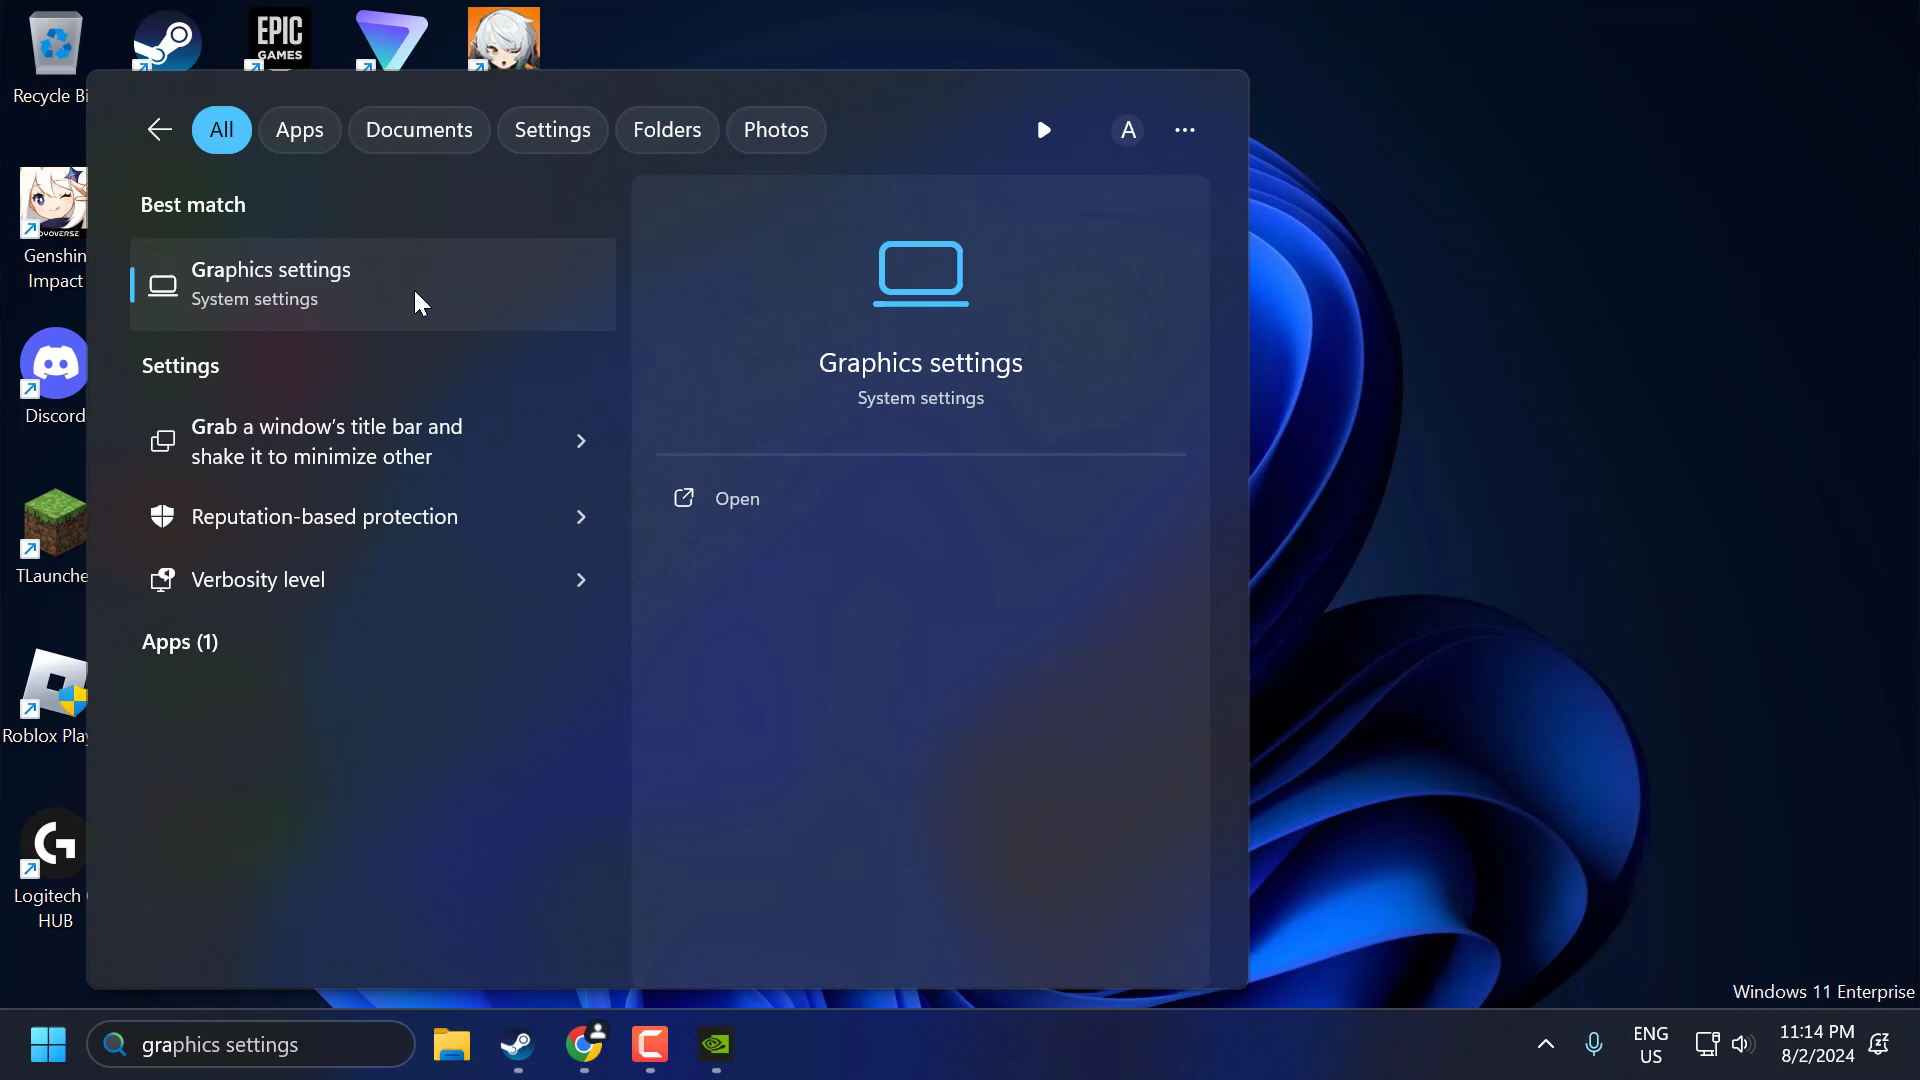 EPIC
GAMES
Recycle Bi
All
Apps
Documents
Settings
Folders
Photos
A
Best match
Graphics settings
System settings
Settings
Grab a window's title bar and
shake it to minimize other
Reputation-based protection
Verbosity level
Apps (1)
Graphics settings
System settings
Open
Genshin
Impact
Discord
TLaunche
Roblox Play
Logitech
HUB
Windows 11 Enterprise
graphics settings
ENG
US
11:14 PM
8/2/2024